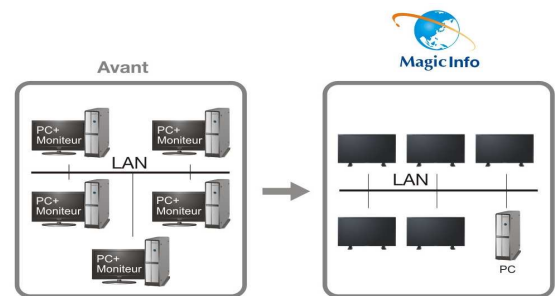 Avant
MagicInfo
PC+
Moniteur
PC+
Moniteur
LAN
PC+
Moniteur
PC+
Moniteur
PC+
Moniteur
LAN
PC